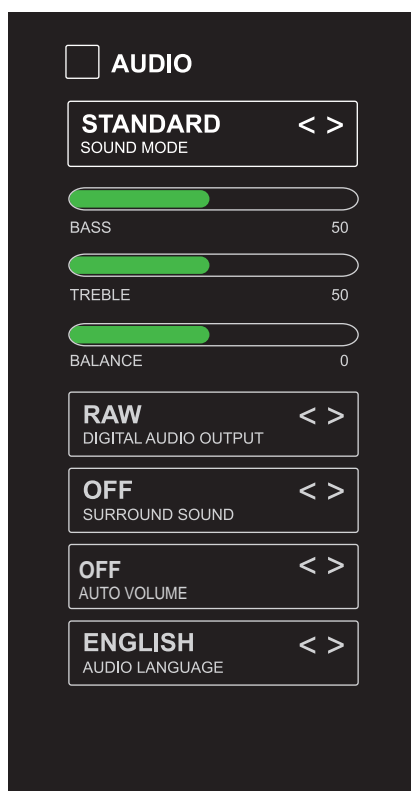 AUDIO
STANDARD < >
SOUND MODE
BASS 50
TREBLE 50
BALANCE 0
RAW < >
DIGITAL AUDIO OUTPUT
OFF < >
SURROUND SOUND
OFF < >
AUTO VOLUME
ENGLISH < >
AUDIO LANGUAGE